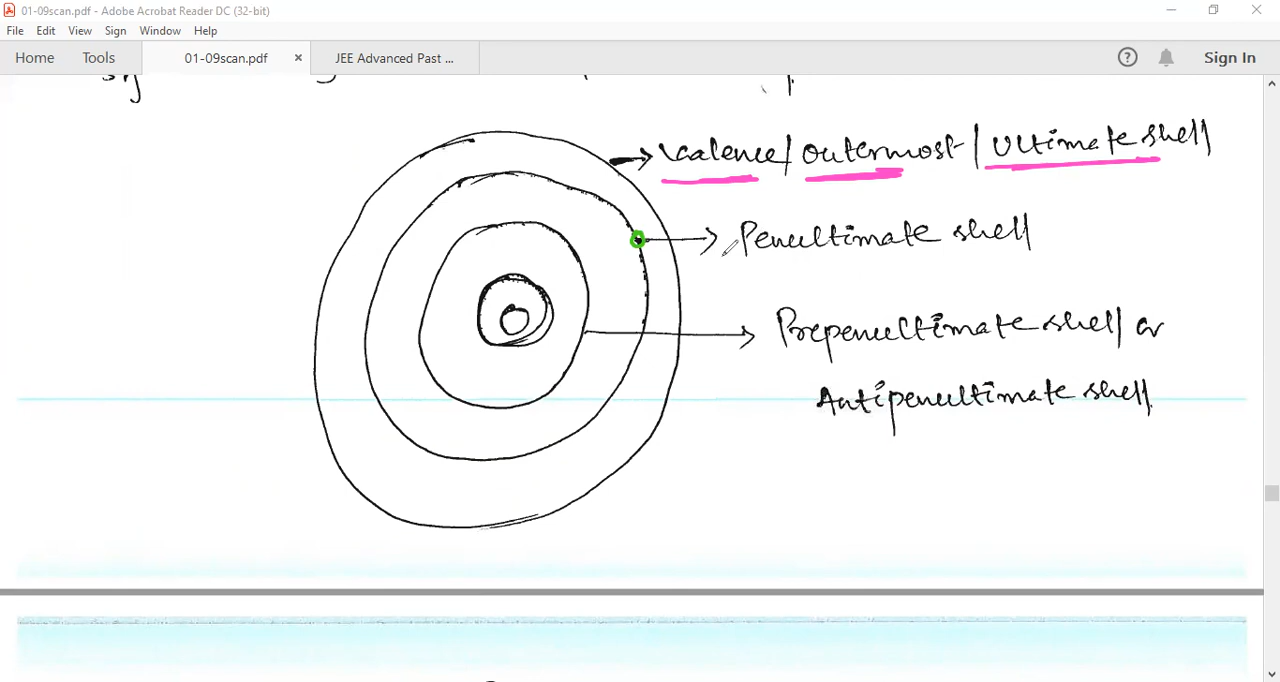 01-09scan.pdf - Adobe Acrobat Reader DC (32-bit)
File Edit View Sign Window Help
Home Tools 01-09scan.pdf × JEE Advanced Past ... ? Sign In
Valence/ Outermost/ Ultimate shell
Penultimate shell
Prepenultimate shell or
Antipenultimate shell.